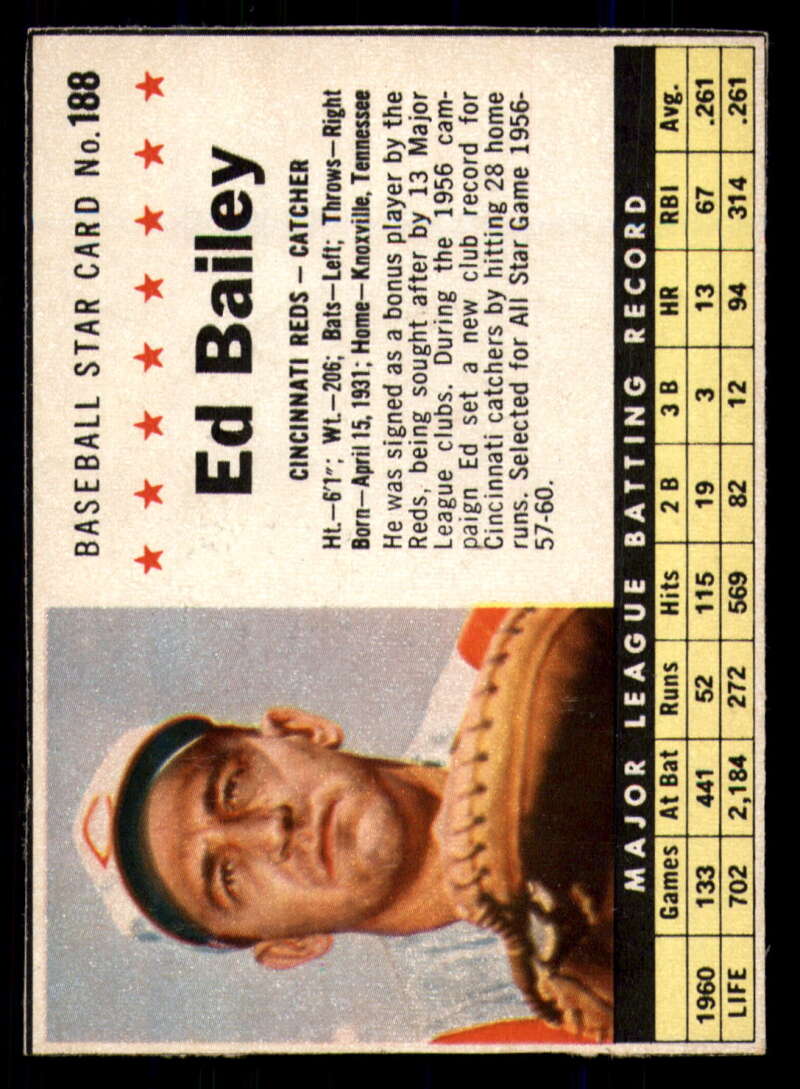 BASEBALL STAR CARD No. 188
Ed Bailey
CINCINNATI REDS – CATCHER
Ht.–6'1"; Wt.–206; Bats–Left; Throws–Right
Born–April 15, 1931; Home–Knoxville, Tennessee
He was signed as a bonus player by the
Reds, being sought after by 13 Major
League clubs. During the 1956 cam-
paign Ed set a new club record for
Cincinnati catchers by hitting 28 home
runs. Selected for All Star Game 1956-
57-60.
MAJOR LEAGUE BATTING RECORD
Games At Bat Runs Hits 2 B 3 B HR RBI Avg.
1960 133 441 52 115 19 3 13 67 .261
LIFE 702 2,184 272 569 82 12 94 314 .261